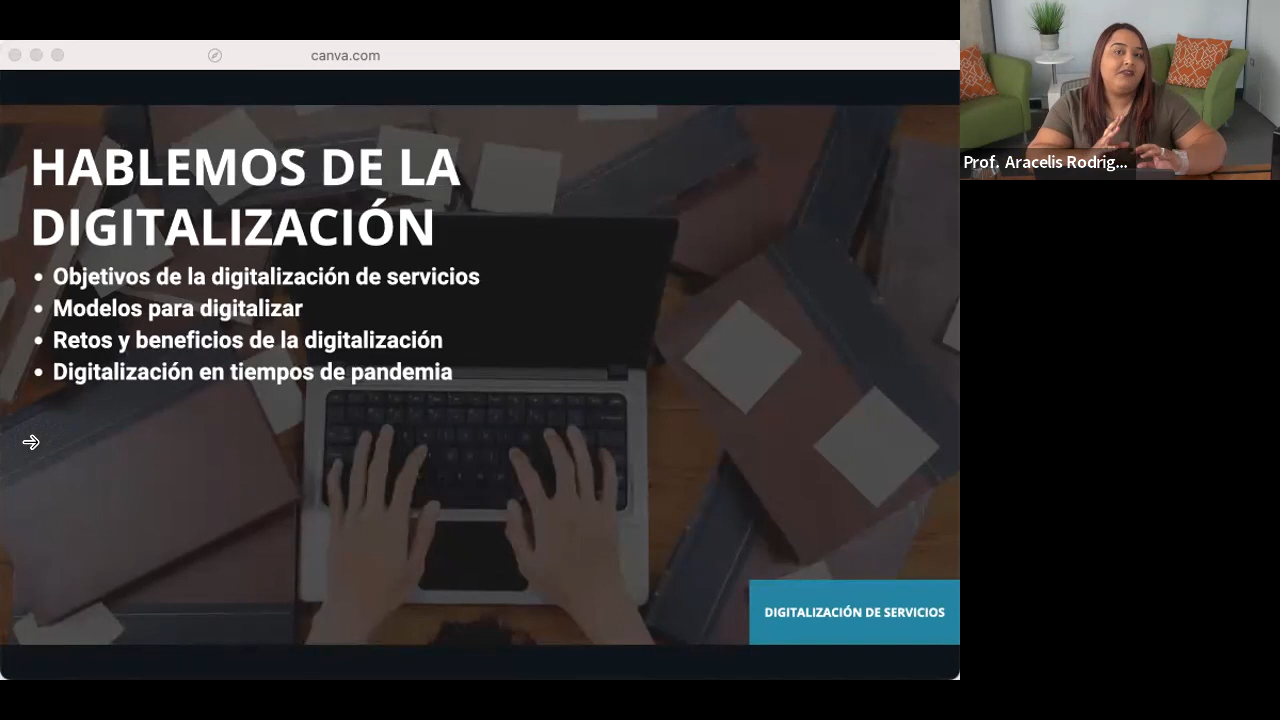 canva.com
HABLEMOS DE LA
DIGITALIZACIÓN
• Objetivos de la digitalización de servicios
• Modelos para digitalizar
• Retos y beneficios de la digitalización
• Digitalización en tiempos de pandemia
DIGITALIZACIÓN DE SERVICIOS
Prof. Aracelis Rodrig...